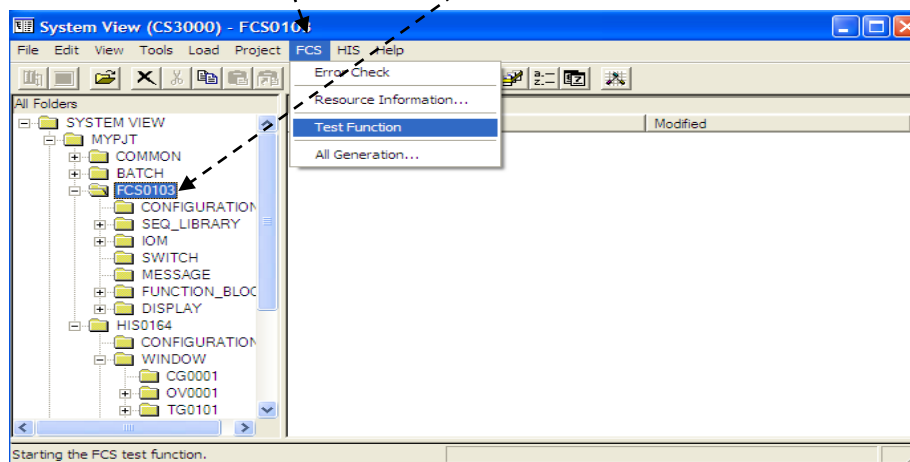 System View (CS3000) - FCS0103
File Edit View Tools Load Project FCS HIS Help
Error Check
Resource Information...
Test Function
All Generation...
All Folders
Modified
SYSTEM VIEW
MYPJT
COMMON
BATCH
FCS0103
CONFIGURATION
SEQ_LIBRARY
IOM
SWITCH
MESSAGE
FUNCTION_BLOC
DISPLAY
HIS0164
CONFIGURATION
WINDOW
CG0001
OV0001
TG0101
Starting the FCS test function.